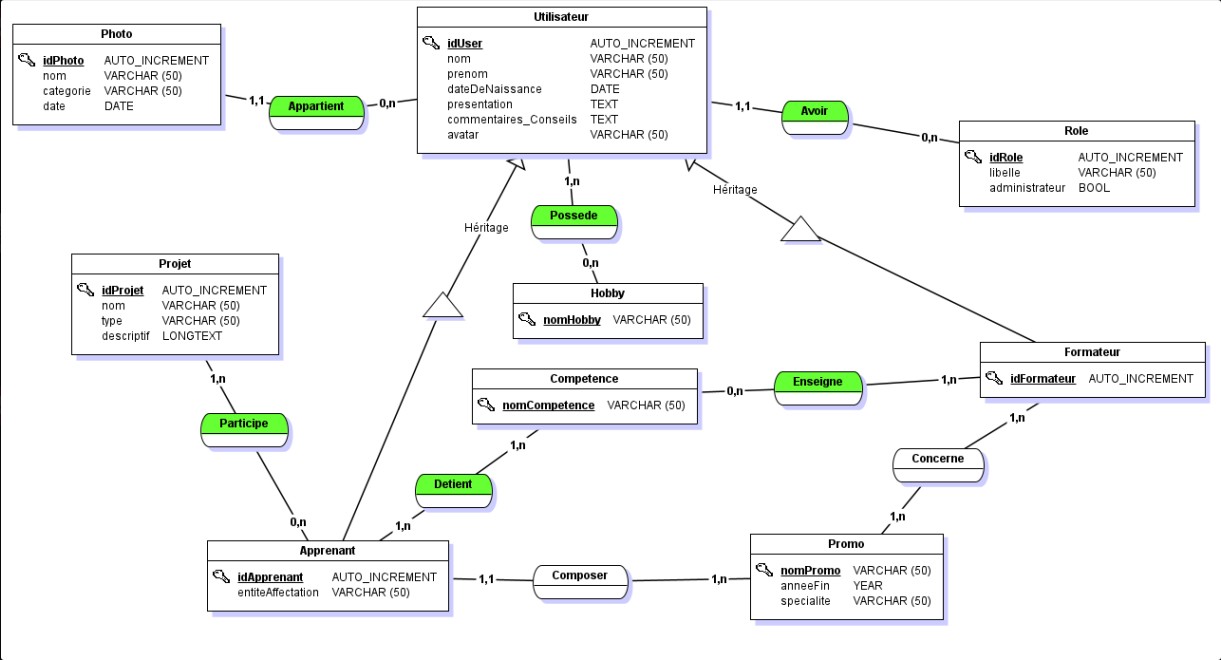 Utilisateur
idUser AUTO_INCREMENT
nom VARCHAR (50)
prenom VARCHAR (50)
dateDeNaissance DATE
presentation TEXT
commentaires_Conseils TEXT
avatar VARCHAR (50)
Photo
idPhoto AUTO_INCREMENT
nom VARCHAR (50)
categorie VARCHAR (50)
date DATE
1,1
Appartient
0,n
1,1
Avoir
0,n
Role
idRole AUTO_INCREMENT
libelle VARCHAR (50)
administrateur BOOL
Héritage
1,n
Possede
0,n
Héritage
Hobby
nomHobby VARCHAR (50)
Projet
idProjet AUTO_INCREMENT
nom VARCHAR (50)
type VARCHAR (50)
descriptif LONGTEXT
1,n
Participe
0,n
Competence
nomCompetence VARCHAR (50)
0,n
Enseigne
1,n
Formateur
idFormateur AUTO_INCREMENT
1,n
Detient
1,n
1,n
Concerne
1,n
Apprenant
idApprenant AUTO_INCREMENT
entiteAffectation VARCHAR (50)
1,1
Composer
1,n
Promo
nomPromo VARCHAR (50)
anneeFin YEAR
specialite VARCHAR (50)